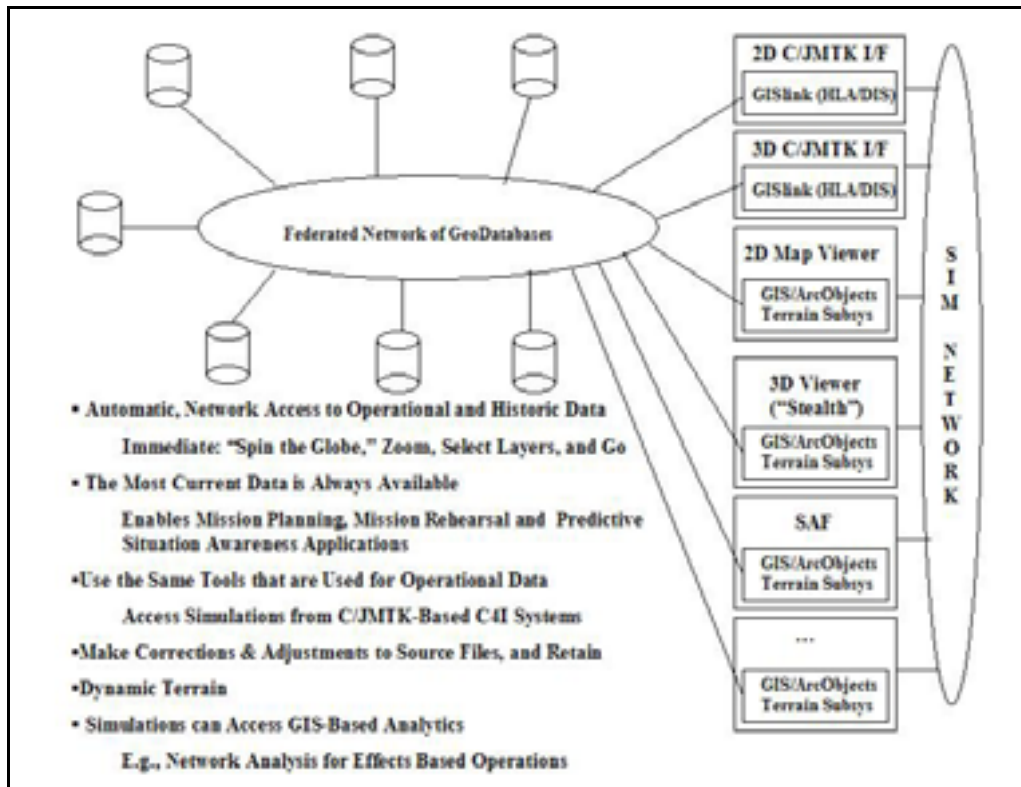 2D C/JMTK I/F
GISlink (HLA/DIS)
3D C/JMTK I/F
GISlink (HLA/DIS)
Federated Network of GeoDatabases
2D Map Viewer
GIS/ArcObjects
Terrain Subsys
3D Viewer
("Stealth")
GIS/ArcObjects
Terrain Subsys
SAF
GIS/ArcObjects
Terrain Subsys
...
GIS/ArcObjects
Terrain Subsys
SIM NETWORK
• Automatic, Network Access to Operational and Historic Data
Immediate: "Spin the Globe," Zoom, Select Layers, and Go
• The Most Current Data is Always Available
Enables Mission Planning, Mission Rehearsal and Predictive
Situation Awareness Applications
•Use the Same Tools that are Used for Operational Data
Access Simulations from C/JMTK-Based C4I Systems
•Make Corrections & Adjustments to Source Files, and Retain
•Dynamic Terrain
• Simulations can Access GIS-Based Analytics
E.g., Network Analysis for Effects Based Operations